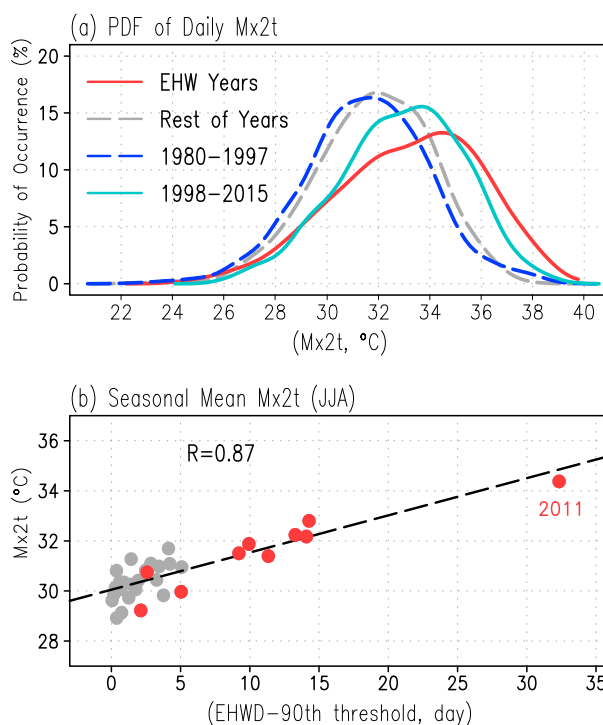 (a) PDF of Daily Mx2t
Probability of Occurrence (%)
20
15
10
5
0
EHW Years
Rest of Years
1980-1997
1998-2015
22 24 26 28 30 32 34 36 38 40
(Mx2t, °C)
(b) Seasonal Mean Mx2t (JJA)
Mx2t (°C)
36
34
32
30
28
R=0.87
2011
0 5 10 15 20 25 30 35
(EHWD-90th threshold, day)